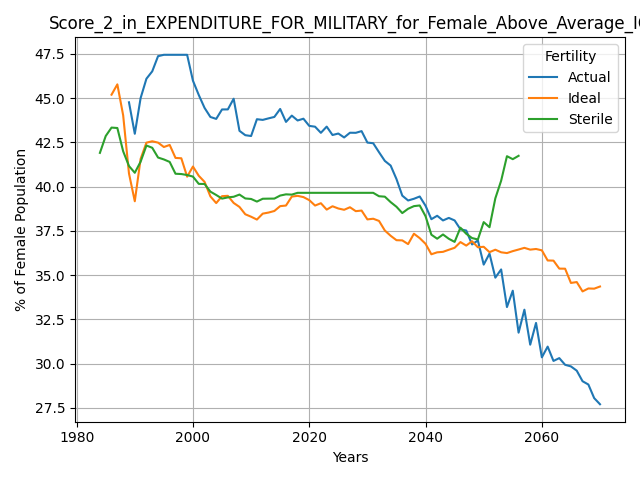 Score_2_in_EXPENDITURE_FOR_MILITARY_for_Female_Above_Average_I
Fertility
Actual
Ideal
Sterile
% of Female Population
47.5
45.0
42.5
40.0
37.5
35.0
32.5
30.0
27.5
1980
2000
2020
2040
2060
Years